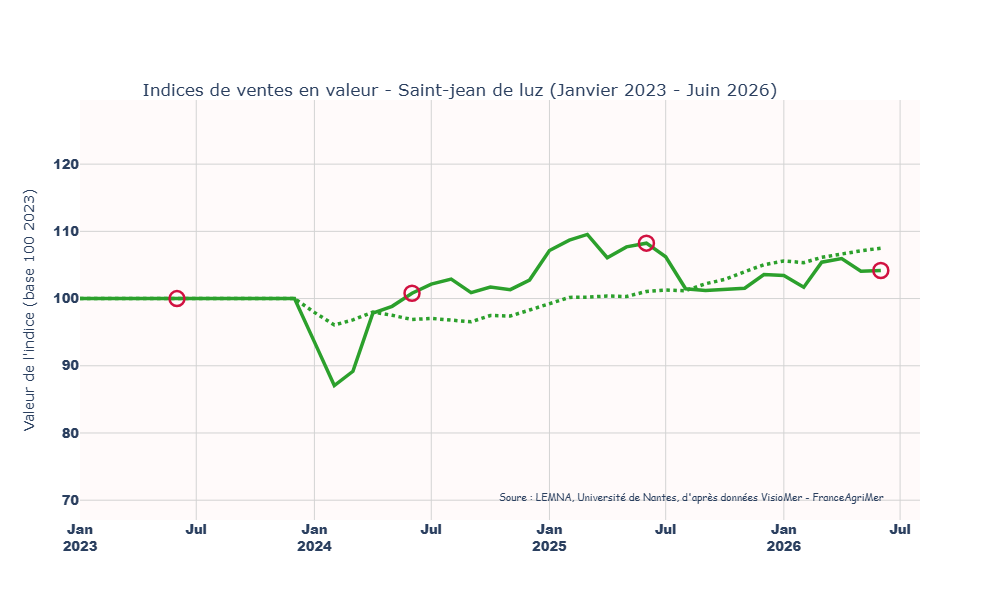 Indices de ventes en valeur - Saint-jean de luz (Janvier 2023 - Juin 2026)
Valeur de l'indice (base 100 2023)
120
110
100
90
80
70
Soure : LEMNA, Université de Nantes, d'après données VisioMer - FranceAgriMer
Jan Jul Jan Jul Jan Jul Jan Jul
2023 2024 2025 2026